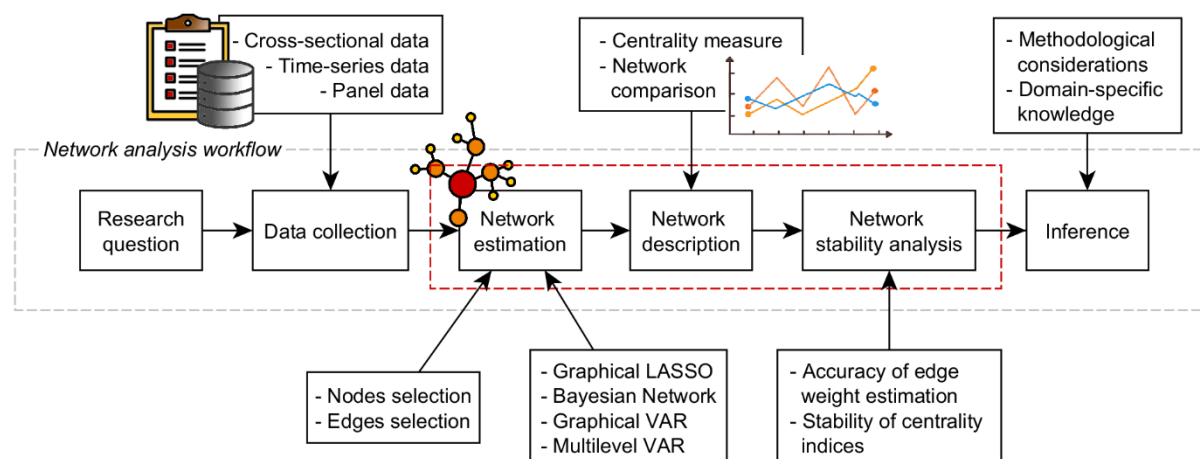 - Cross-sectional data
- Time-series data
- Panel data
- Centrality measure
- Network
comparison
- Methodological
considerations
- Domain-specific
knowledge
Network analysis workflow
Research
question
Data collection
Network
estimation
Network
description
Network
stability analysis
Inference
- Nodes selection
- Edges selection
- Graphical LASSO
- Bayesian Network
- Graphical VAR
- Multilevel VAR
- Accuracy of edge
weight estimation
- Stability of centrality
indices